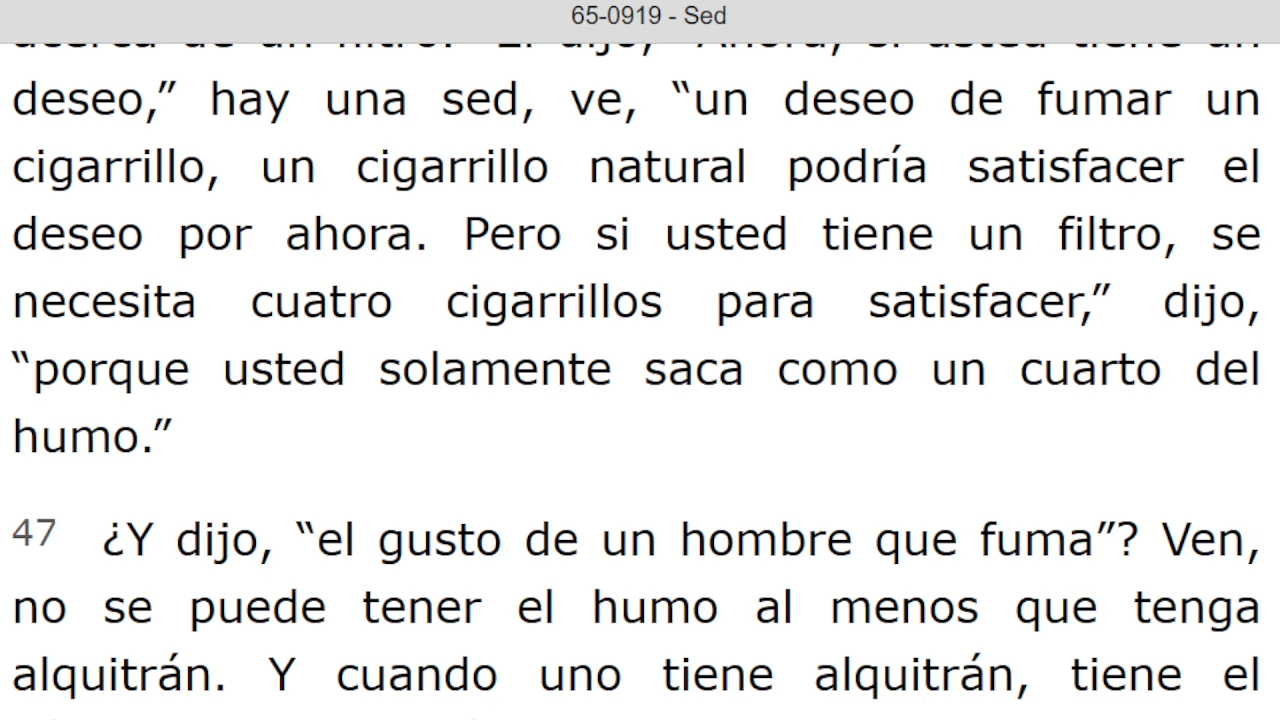 65-0919 - Sed
deseo,” hay una sed, ve, “un deseo de fumar un
cigarrillo, un cigarrillo natural podría satisfacer el
deseo por ahora. Pero si usted tiene un filtro, se
necesita cuatro cigarrillos para satisfacer,” dijo,
“porque usted solamente saca como un cuarto del
humo.”
47 ¿Y dijo, “el gusto de un hombre que fuma”? Ven,
no se puede tener el humo al menos que tenga
alquitrán. Y cuando uno tiene alquitrán, tiene el